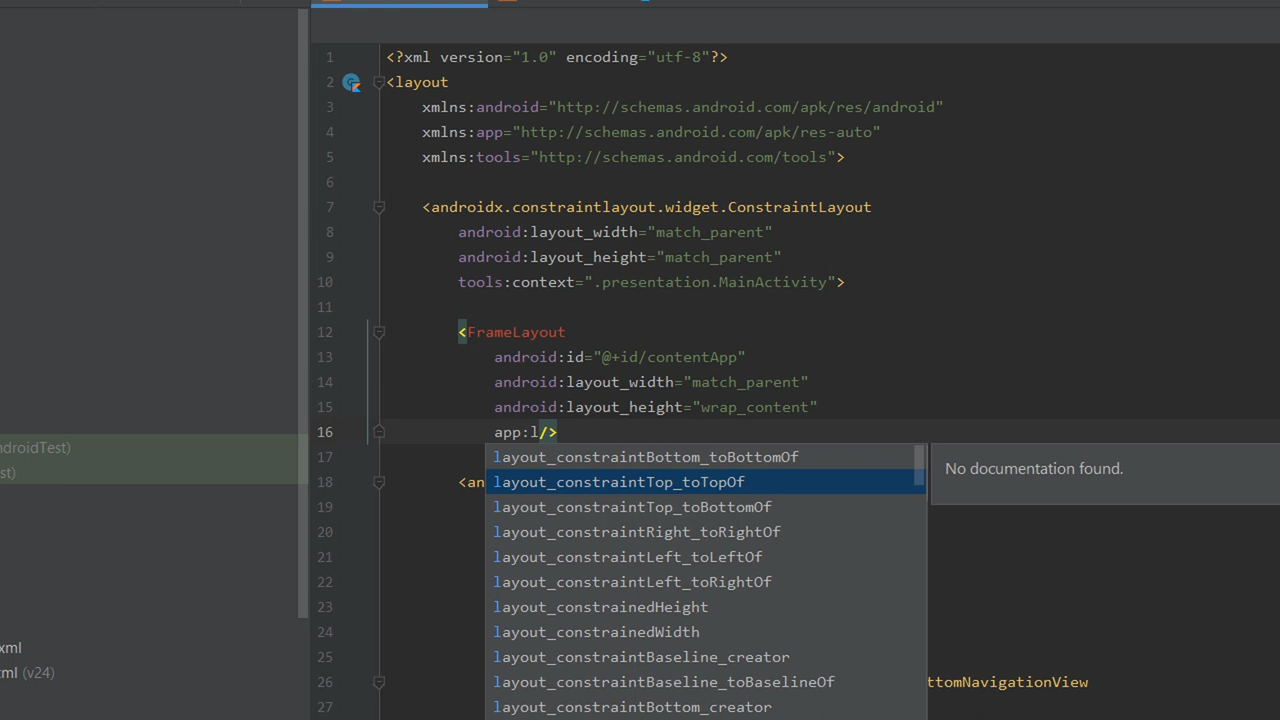 1 <?xml version="1.0" encoding="utf-8"?>
2 <layout
3 xmlns:android="http://schemas.android.com/apk/res/android"
4 xmlns:app="http://schemas.android.com/apk/res-auto"
5 xmlns:tools="http://schemas.android.com/tools">
6
7 <androidx.constraintlayout.widget.ConstraintLayout
8 android:layout_width="match_parent"
9 android:layout_height="match_parent"
10 tools:context=".presentation.MainActivity">
11
12 <FrameLayout
13 android:id="@+id/contentApp"
14 android:layout_width="match_parent"
15 android:layout_height="wrap_content"
16 app:l/>
ndroidTest)
17 layout_constraintBottom_toBottomOf
No documentation found.
st)
18 <an layout_constraintTop_toTopOf
19 layout_constraintTop_toBottomOf
20 layout_constraintRight_toRightOf
21 layout_constraintLeft_toLeftOf
22 layout_constraintLeft_toRightOf
23 layout_constrainedHeight
24 layout_constrainedWidth
xml
25 layout_constraintBaseline_creator
ml (v24)
26 layout_constraintBaseline_toBaselineOf ttomNavigationView
27 layout_constraintBottom_creator